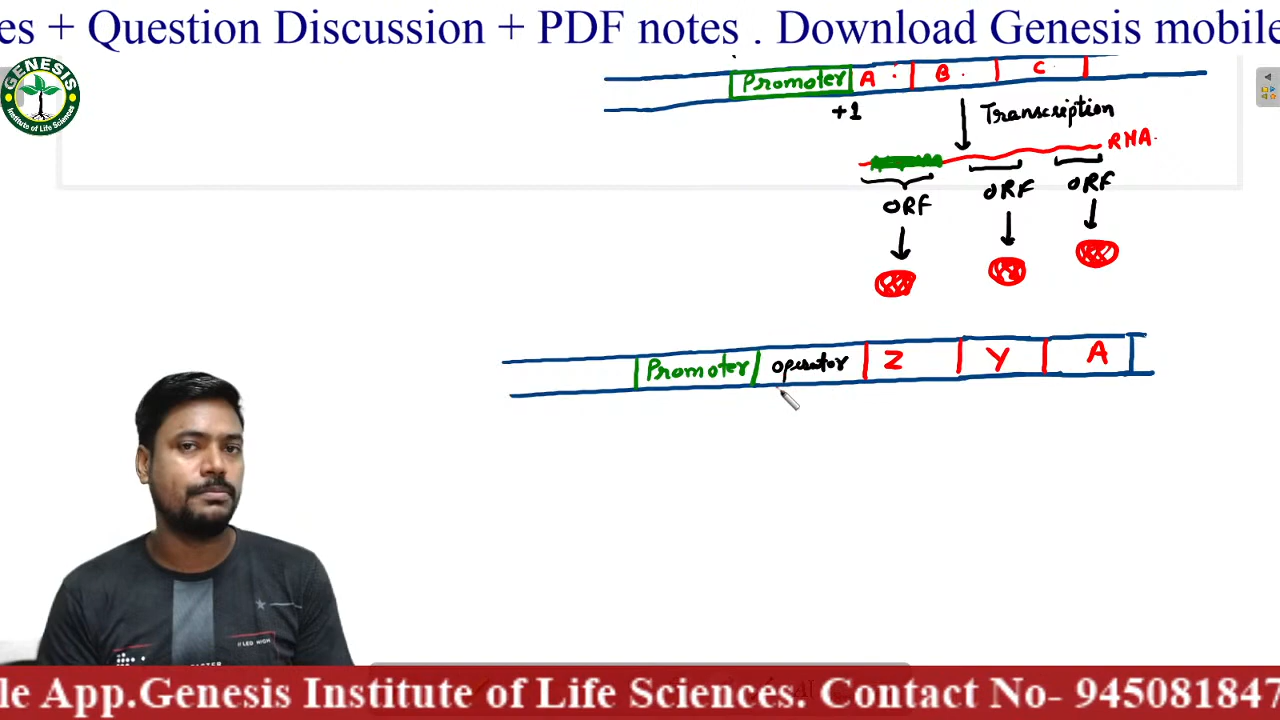 es + Question Discussion + PDF notes . Download Genesis mobile
GENESIS
Institute of Life Sciences
Promoter A B C
+1
Transcription
RNA
ORF ORF ORF
Promoter operator Z Y A
le App.Genesis Institute of Life Sciences. Contact No- 945081847